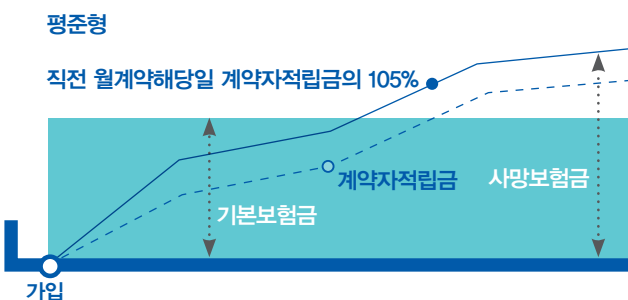 평준형
직전 월계약해당일 계약자적립금의 105%
계약자적립금
사망보험금
기본보험금
가입